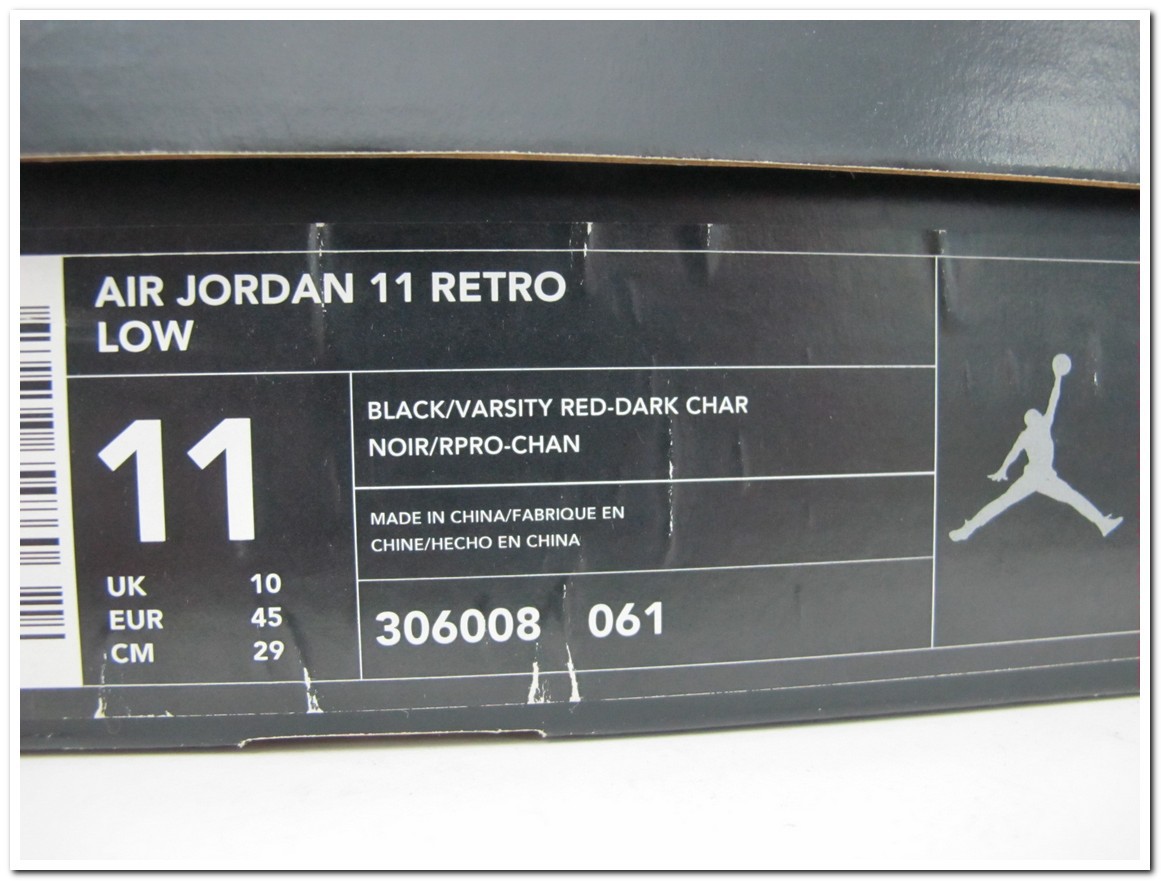 AIR JORDAN 11 RETRO
LOW
11
UK 10
EUR 45
CM 29
BLACK/VARSITY RED-DARK CHAR
NOIR/RPRO-CHAN
MADE IN CHINA/FABRIQUE EN
CHINE/HECHO EN CHINA
306008 061